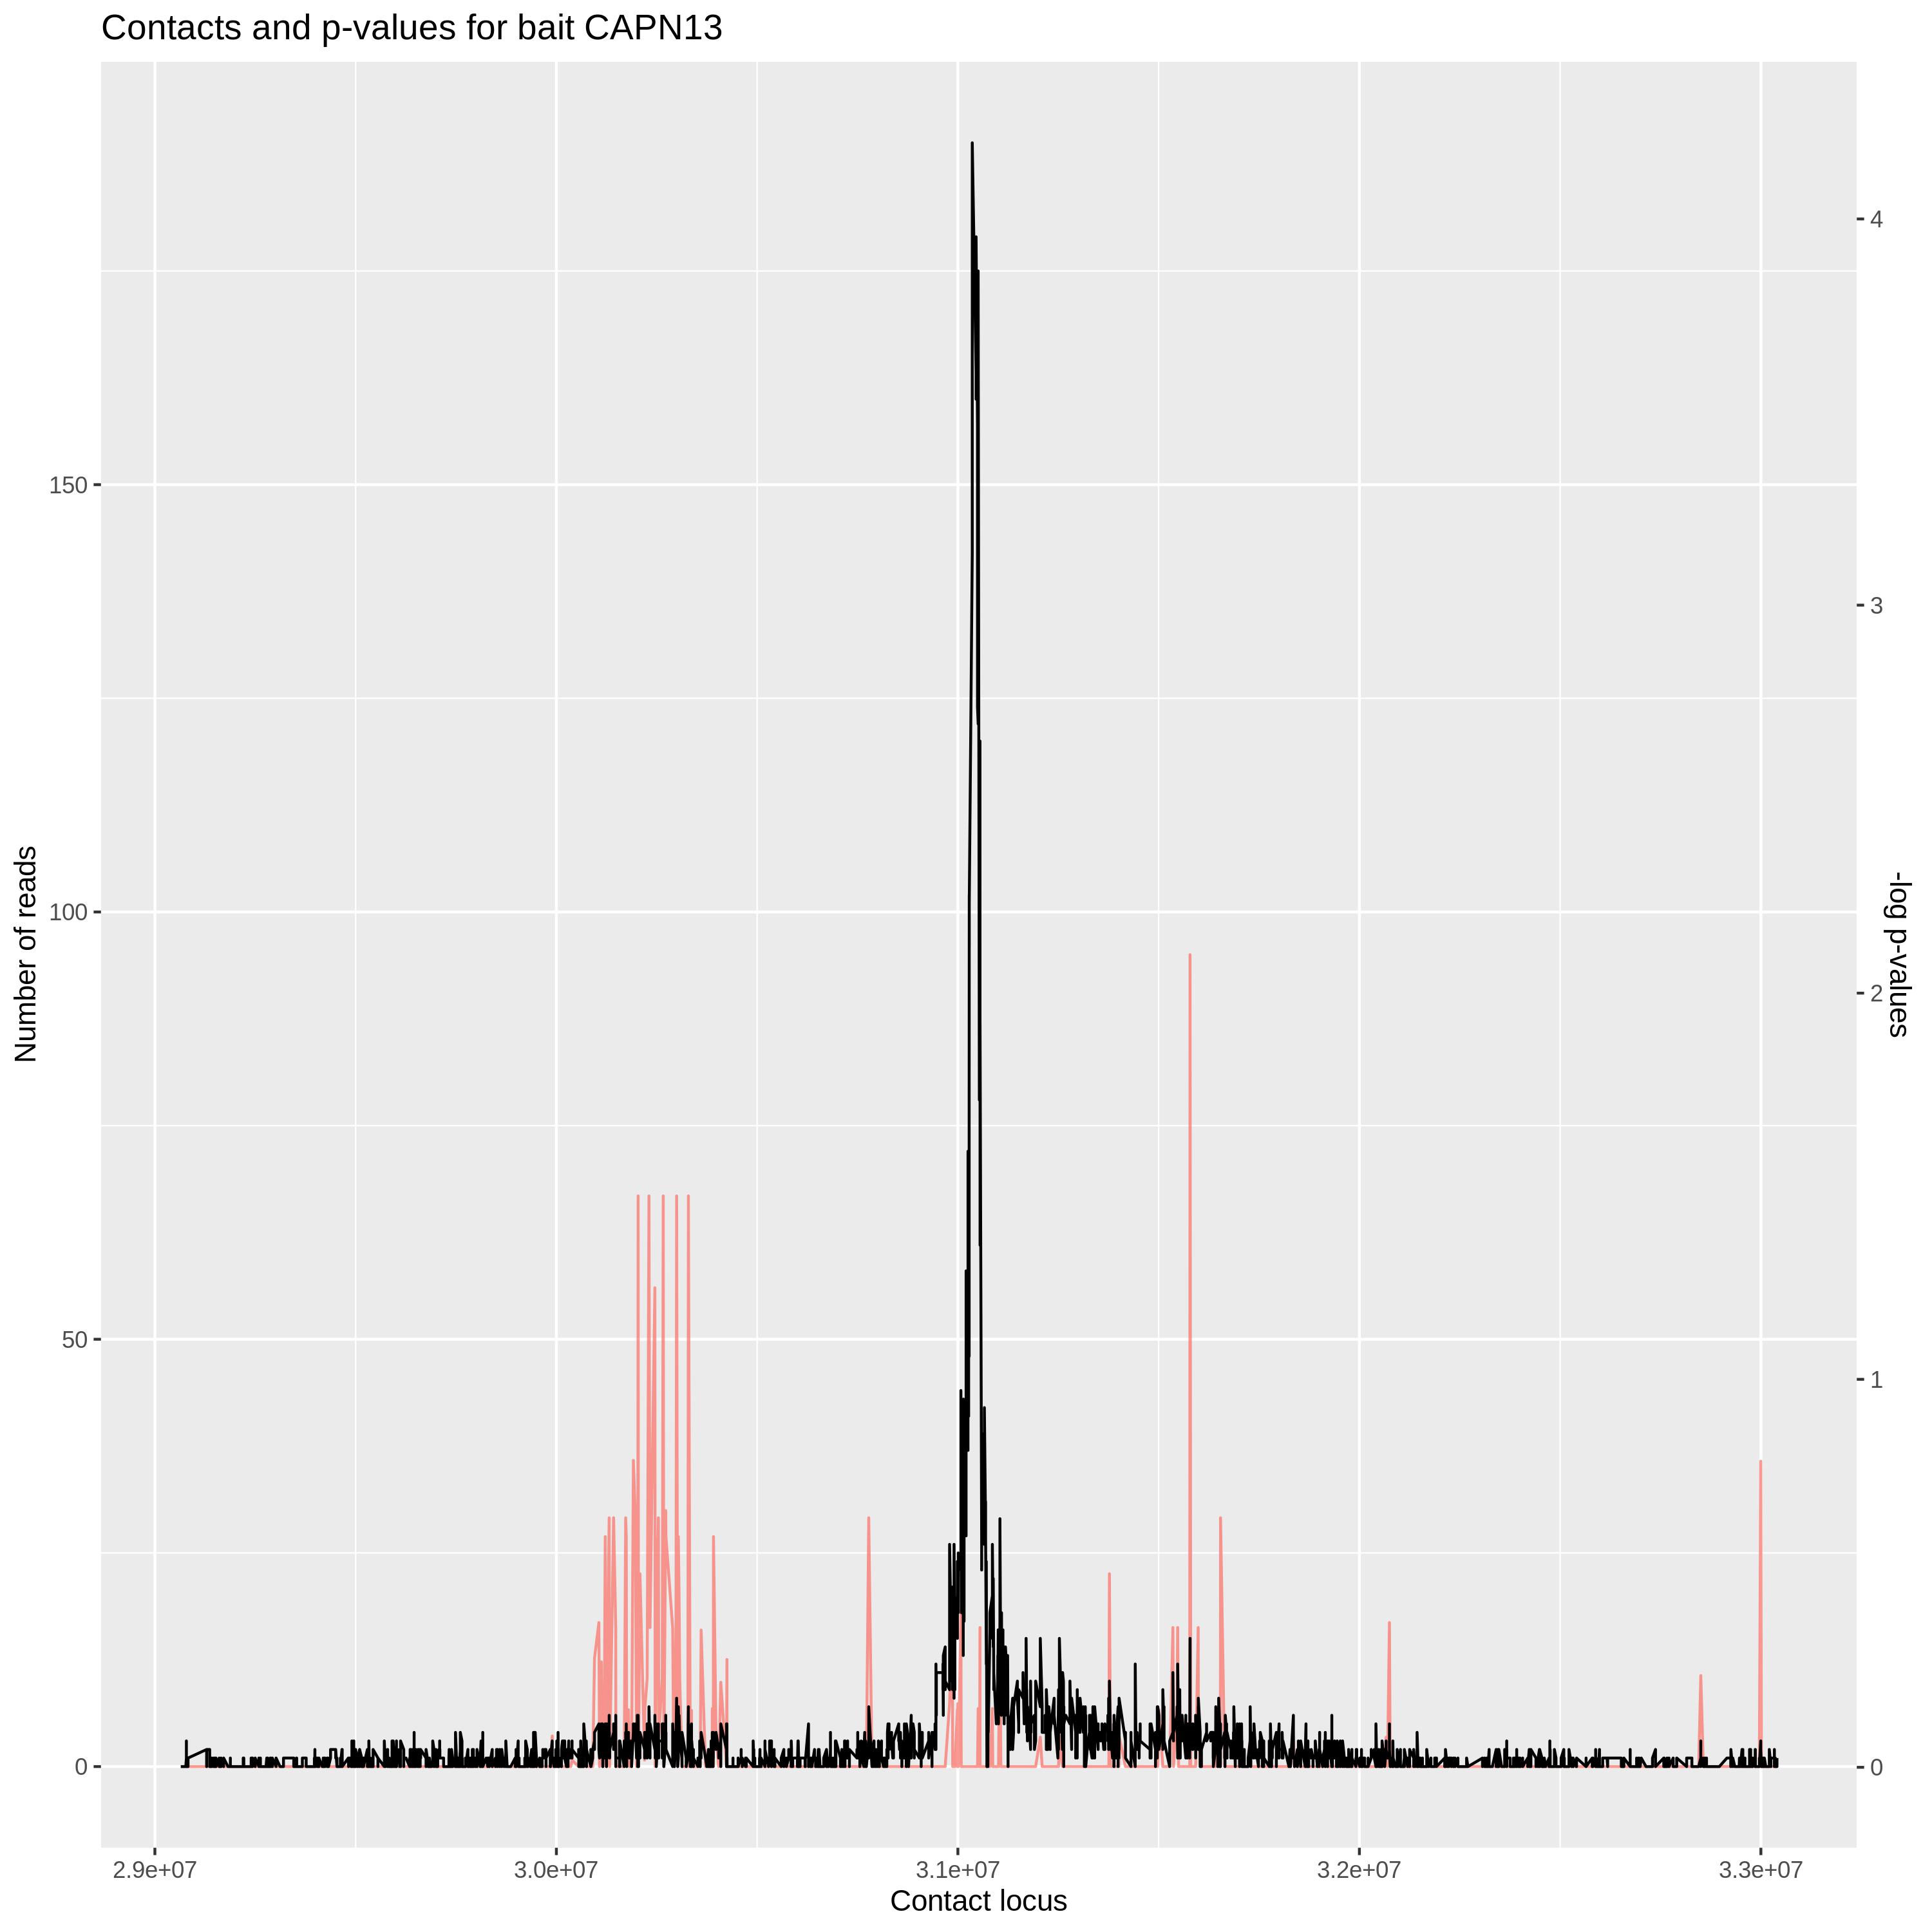 Contacts and p-values for bait CAPN13
Number of reads
150
100
50
0
4
3
2
1
0
-log p-values
2.9e+07 3.0e+07 3.1e+07 3.2e+07 3.3e+07
Contact locus